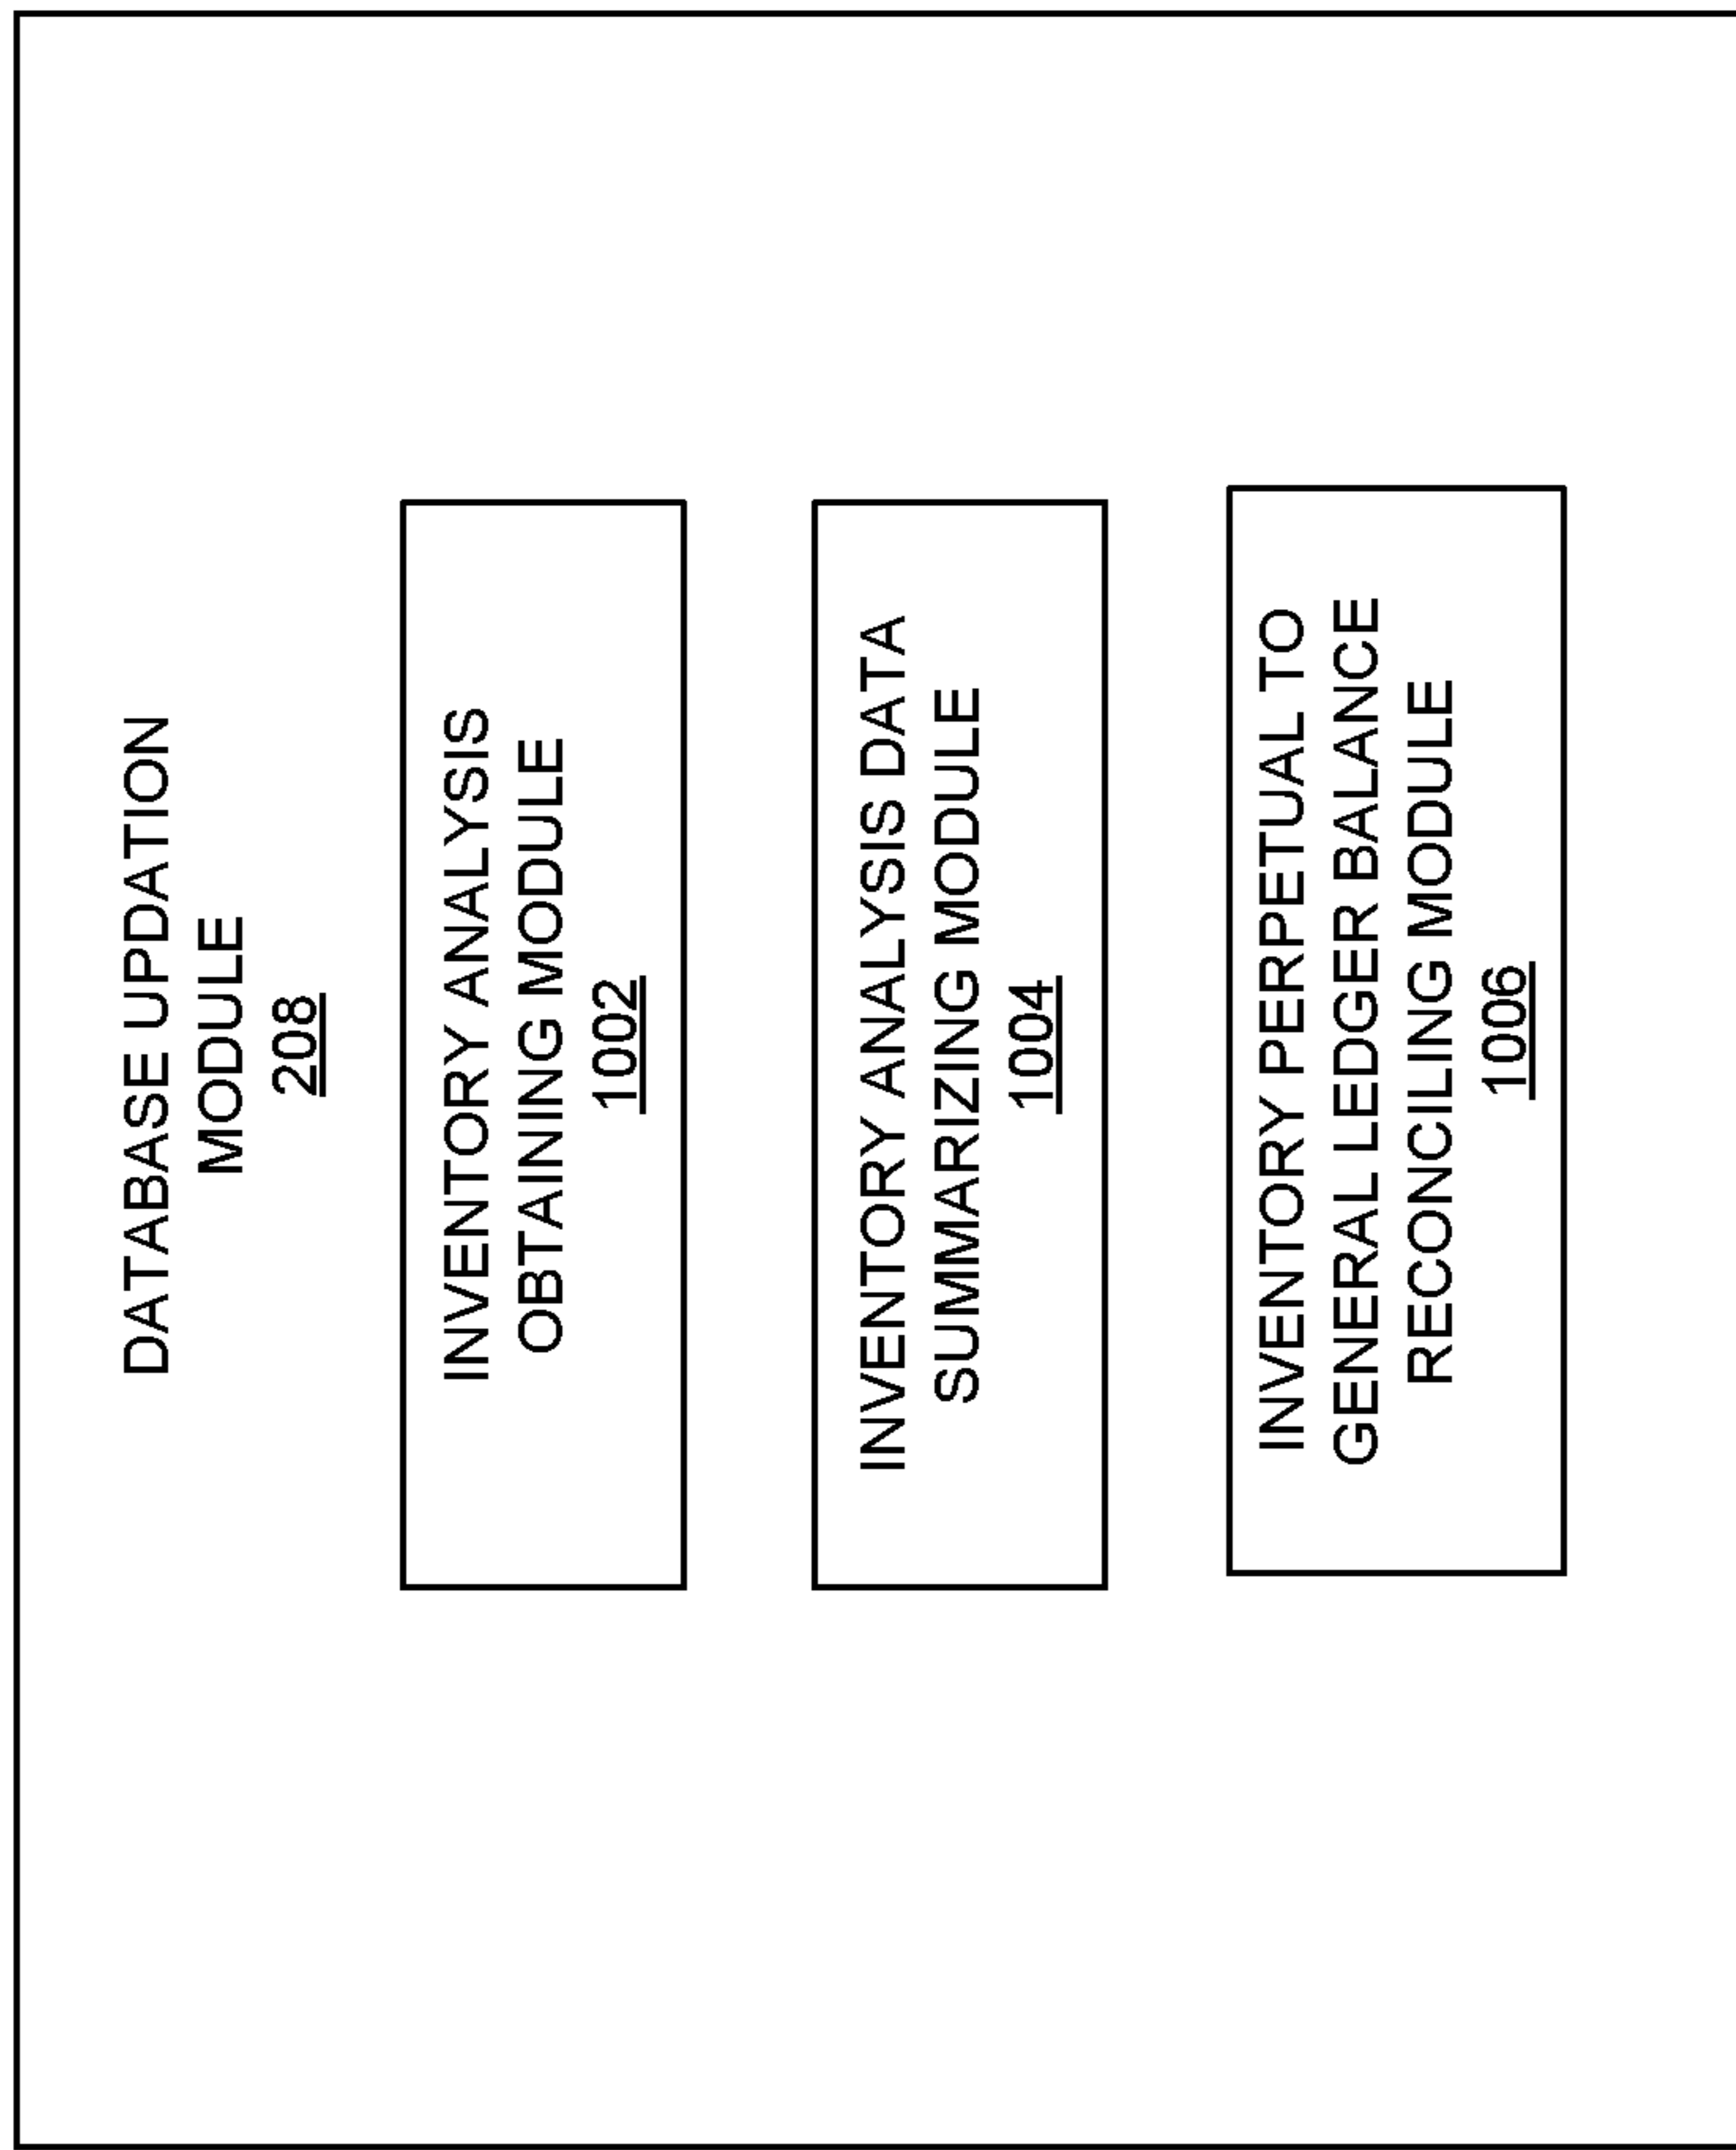 DATABASE UPDATION
MODULE
208
INVENTORY ANALYSIS
OBTAINING MODULE
1002
INVENTORY ANALYSIS DATA
SUMMARIZING MODULE
1004
INVENTORY PERPETUAL TO
GENERAL LEDGER BALANCE
RECONCILING MODULE
1006